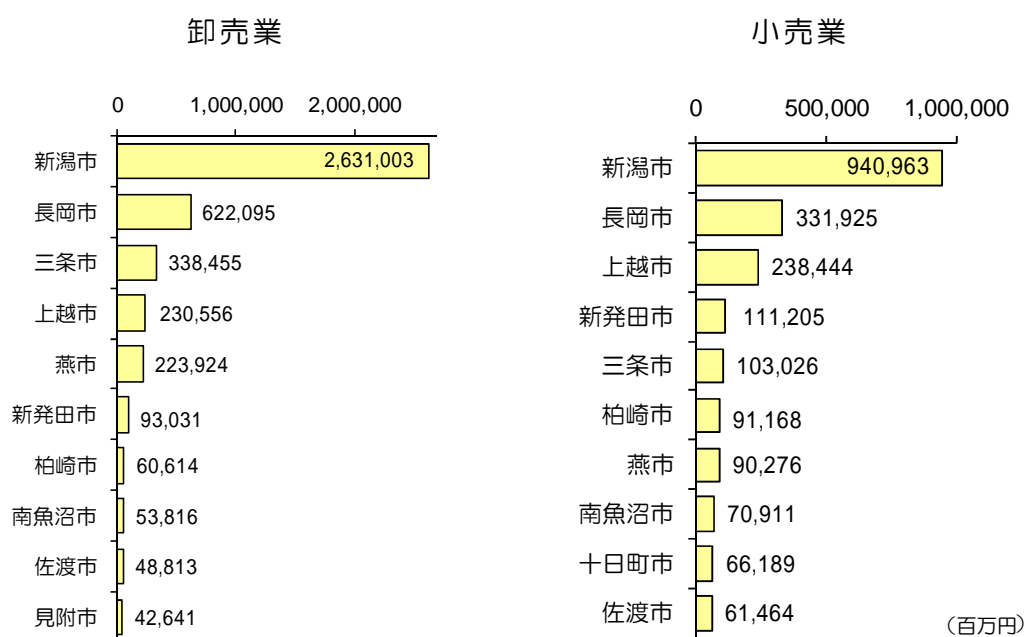 卸売業
0 1,000,000 2,000,000
新潟市 2,631,003
長岡市 622,095
三条市 338,455
上越市 230,556
燕市 223,924
新発田市 93,031
柏崎市 60,614
南魚沼市 53,816
佐渡市 48,813
見附市 42,641
小売業
0 500,000 1,000,000
新潟市 940,963
長岡市 331,925
上越市 238,444
新発田市 111,205
三条市 103,026
柏崎市 91,168
燕市 90,276
南魚沼市 70,911
十日町市 66,189
佐渡市 61,464
（百万円）